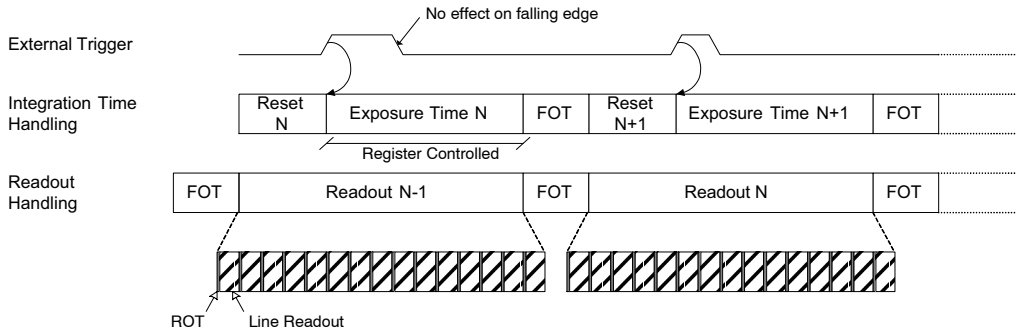 No effect on falling edge
External Trigger
Integration Time
Handling
Reset
N
Exposure Time N
FOT
Reset
N+1
Exposure Time N+1
FOT
Register Controlled
Readout
Handling
FOT
Readout N-1
FOT
Readout N
FOT
ROT
Line Readout